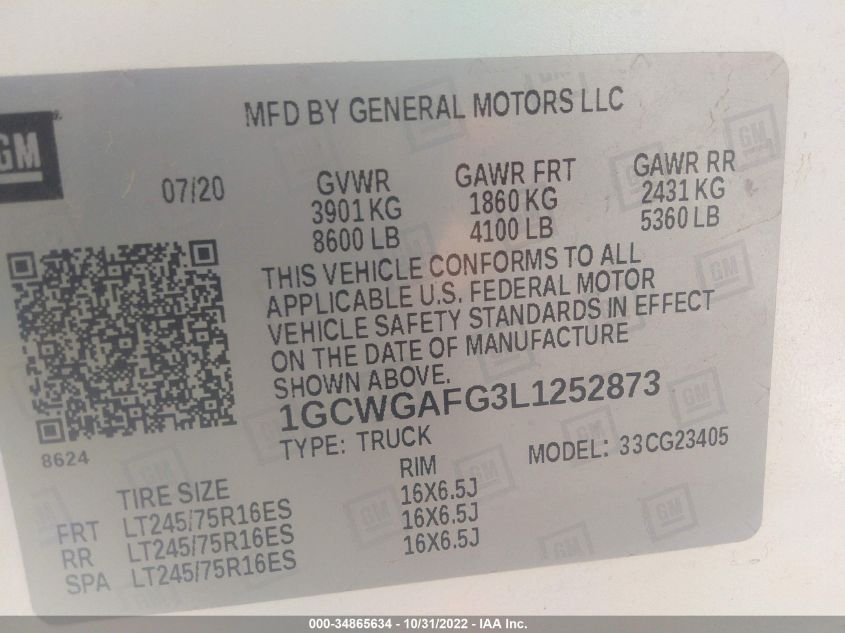 MFD BY GENERAL MOTORS LLC
GM
07/20
GVWR
3901 KG
8600 LB
GAWR FRT
1860 KG
4100 LB
GAWR RR
2431 KG
5360 LB
THIS VEHICLE CONFORMS TO ALL
APPLICABLE U.S. FEDERAL MOTOR
VEHICLE SAFETY STANDARDS IN EFFECT
ON THE DATE OF MANUFACTURE
SHOWN ABOVE.
1GCWGAFG3L1252873
TYPE: TRUCK
MODEL: 33CG23405
8624
TIRE SIZE RIM
FRT LT245/75R16ES 16X6.5J
RR LT245/75R16ES 16X6.5J
SPA LT245/75R16ES 16X6.5J
000-34865634 - 10/31/2022 - IAA Inc.